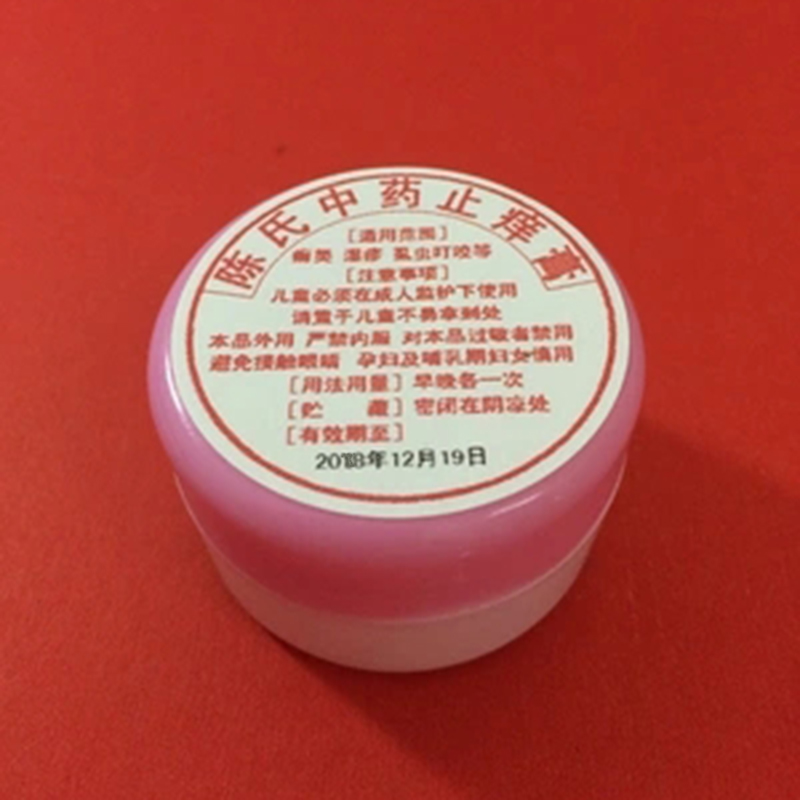 陈氏中药止痒膏
[适用范围]
癣类 湿疹 虱虫叮咬等
[注意事项]
儿童必须在成人监护下使用
请置于儿童不易拿到处
本品外用 严禁内服 对本品过敏者禁用
避免接触眼睛 孕妇及哺乳期妇女慎用
[用法用量] 早晚各一次
[贮 藏] 密闭在阴凉处
[有效期至]
2018年12月19日